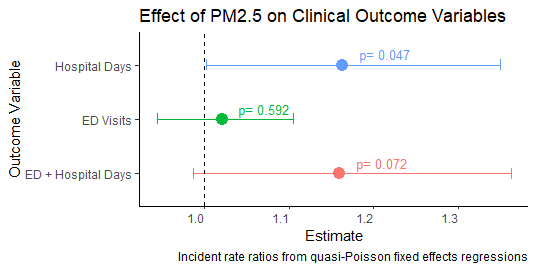 Effect of PM2.5 on Clinical Outcome Variables
Outcome Variable
Hospital Days
p= 0.047
ED Visits
p= 0.592
ED + Hospital Days
p= 0.072
1.0 1.1 1.2 1.3
Estimate
Incident rate ratios from quasi-Poisson fixed effects regressions